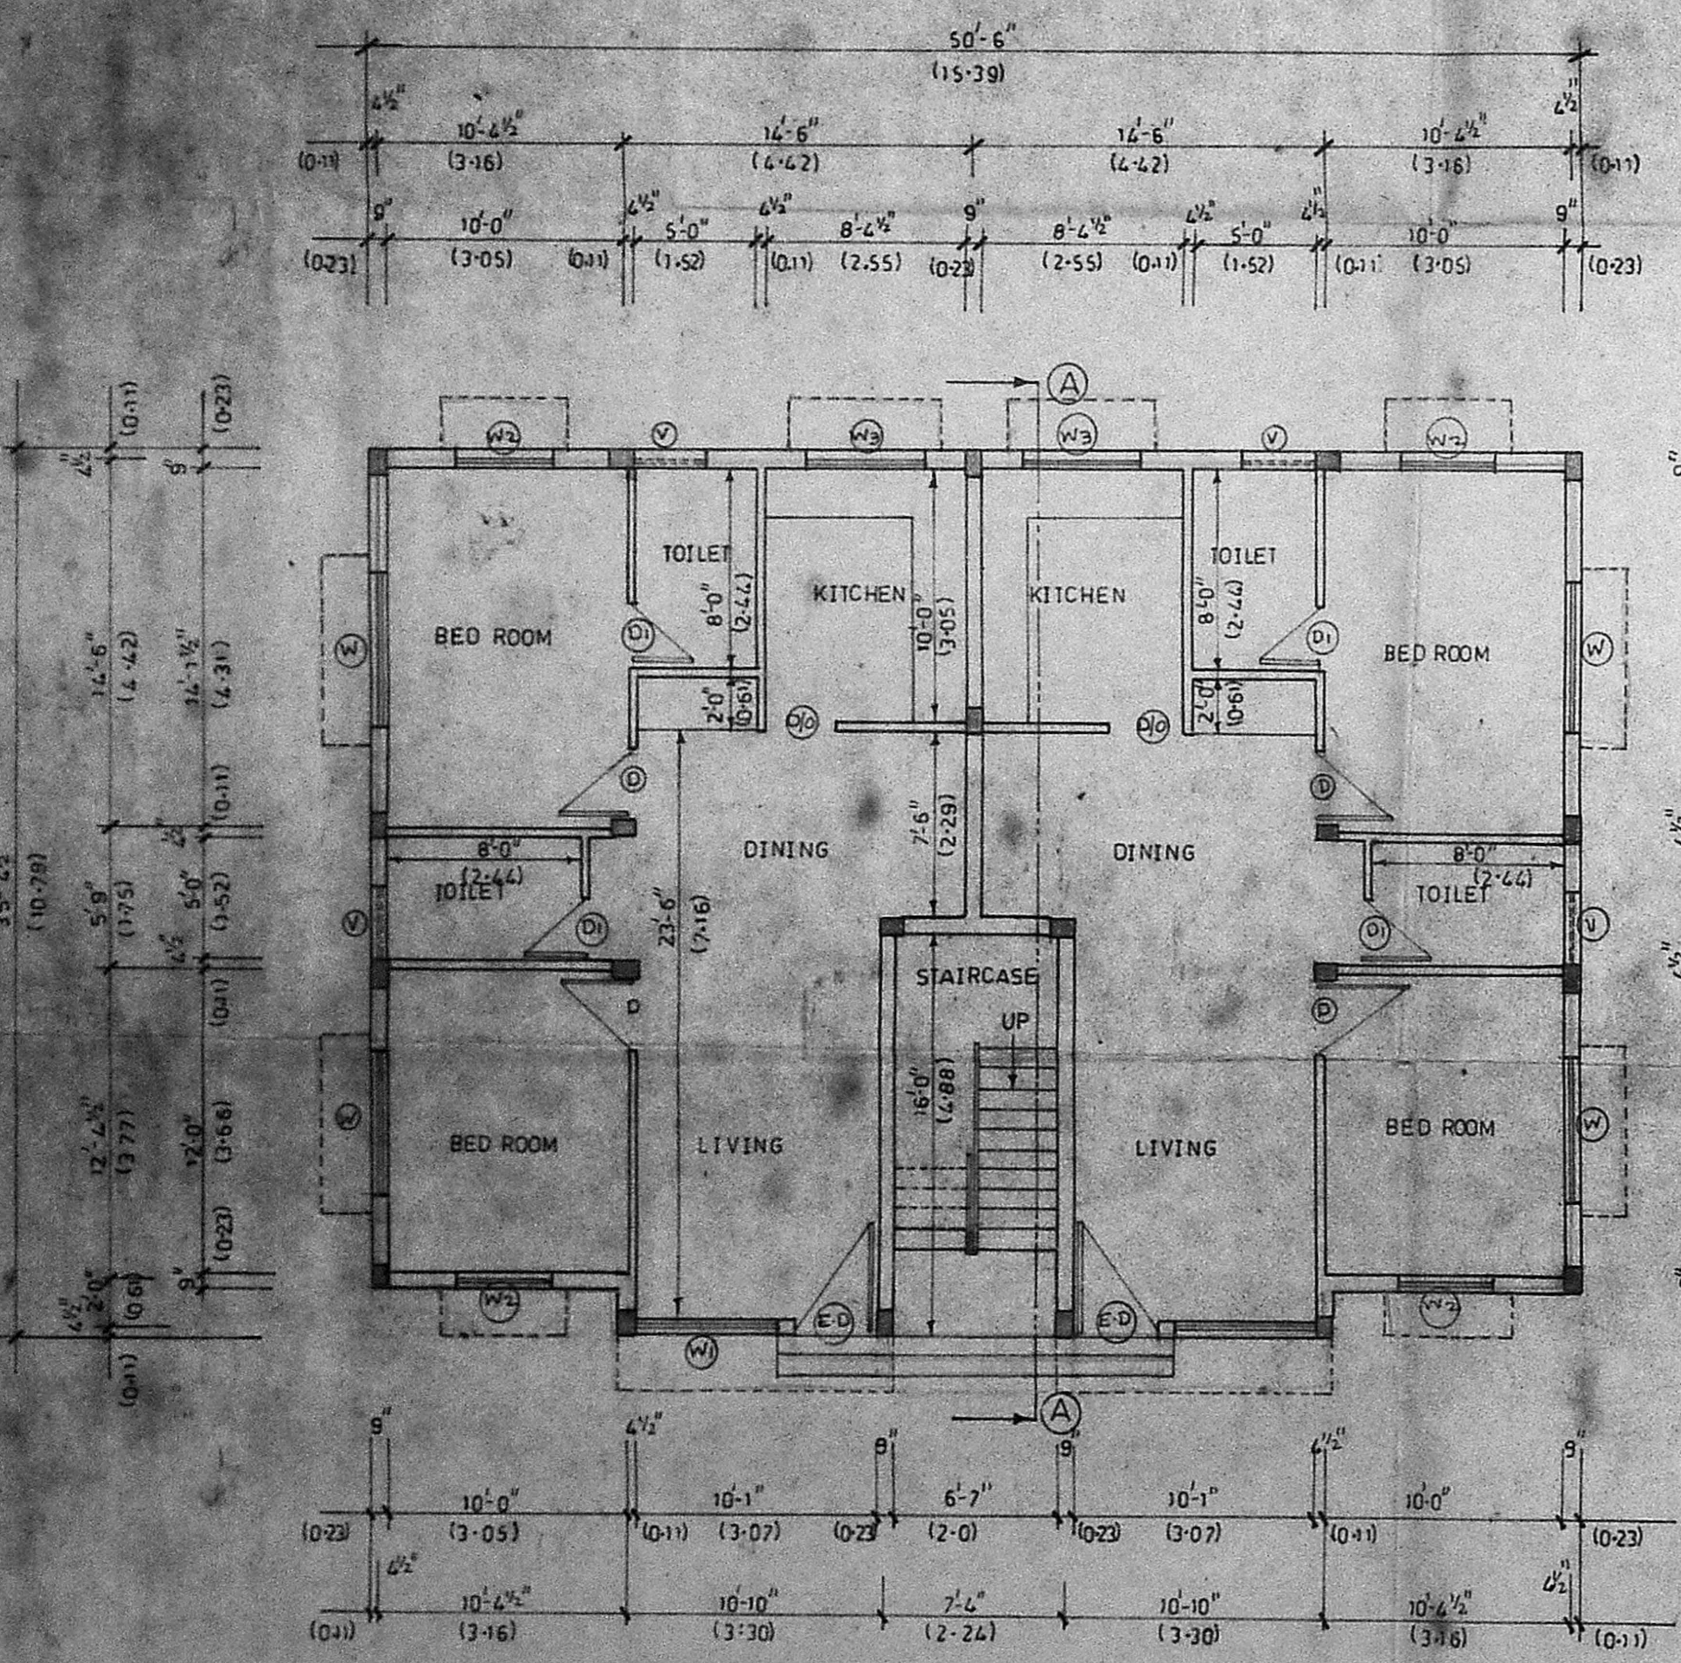 50'-6"
(15·39)
4½" 4½"
10'-4½" 14'-6" 14'-6" 10'-4½"
(0·11) (3·16) (4·42) (4·42) (3·16) (0·11)
9" 10'-0" 4½" 5'-0" 4½" 8'-4½" 9" 8'-4½" 4½" 5'-0" 4½" 10'-0" 9"
(0·23) (3·05) (0·11) (1·52) (0·11) (2·55) (0·23) (2·55) (0·11) (1·52) (0·11) (3·05) (0·23)
A
W2 V W3 W3 V W2
(0·11) (0·23)
4½" 9"
TOILET TOILET
KITCHEN KITCHEN
8'-0" (2·44) 10'-0" (3·05) 8'-0" (2·44)
W BED ROOM D1 D1 BED ROOM W
14'-6" (4·42) 14'-1½" (4·31)
2'-0" (0·61) D/O D/O 2'-0" (0·61)
D D
(0·11)
4½"
DINING 7'-6" (2·29) DINING
(10·79) 5'9" (1·75) 5'-0" (1·52)
8'-0" 8'-0"
(2·44) (2·44)
TOILET TOILET
V D1 23'-6" (7·16) D1 V
4½"
(0·11)
STAIRCASE
D UP D
16'-0" (4·88)
12'-4½" (3·77) 12'-0" (3·66)
W BED ROOM LIVING LIVING BED ROOM W
(0·23)
4½" 2'-0" (0·61) 9"
W2 E·D E·D W2
W1
(0·11)
A
9" 4½" 9" 4½" 9"
10'-0" 10'-1" 6'-7" 10'-1" 10'-0"
(0·23) (3·05) (0·11) (3·07) (0·23) (2·0) (0·23) (3·07) (0·11) (0·23)
4½" 4½"
10'-4½" 10'-10" 7'-4" 10'-10" 10'-4½"
(0·11) (3·16) (3·30) (2·24) (3·30) (3·16) (0·11)